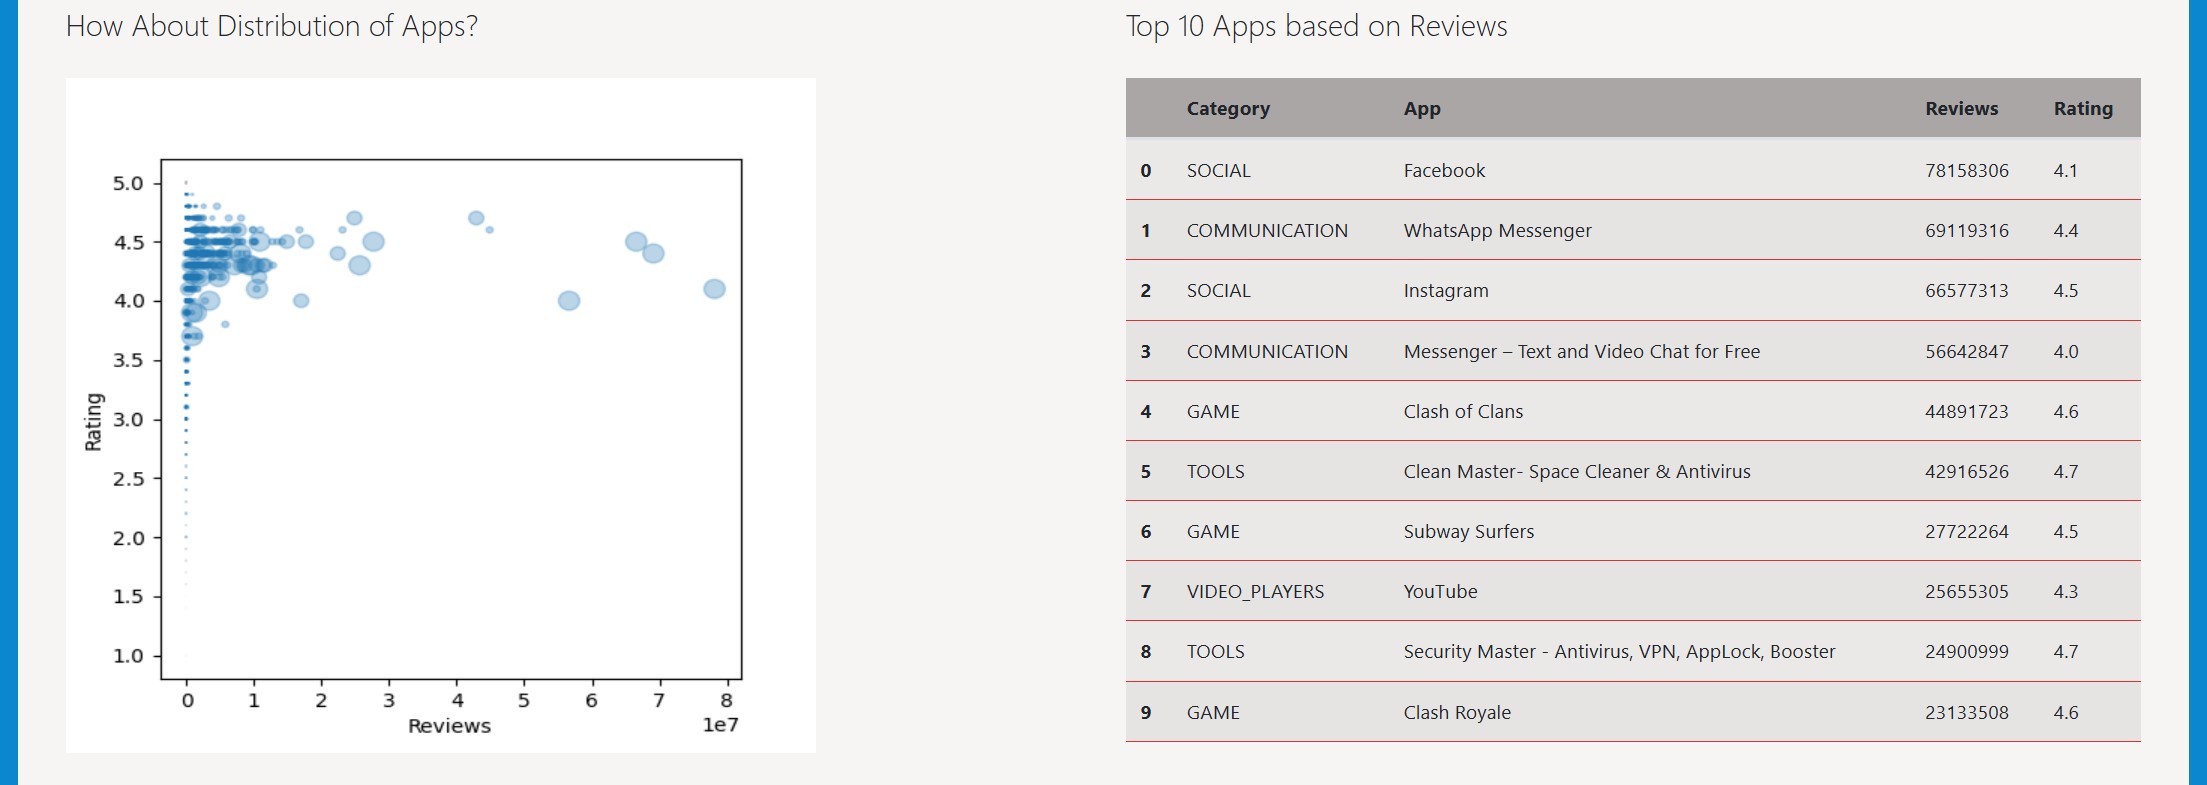 How About Distribution of Apps?
5.0
4.5
4.0
3.5
3.0
2.5
2.0
1.5
1.0
Rating
0 1 2 3 4 5 6 7 8
Reviews
1e7
Top 10 Apps based on Reviews
Category App Reviews Rating
0 SOCIAL Facebook 78158306 4.1
1 COMMUNICATION WhatsApp Messenger 69119316 4.4
2 SOCIAL Instagram 66577313 4.5
3 COMMUNICATION Messenger – Text and Video Chat for Free 56642847 4.0
4 GAME Clash of Clans 44891723 4.6
5 TOOLS Clean Master- Space Cleaner & Antivirus 42916526 4.7
6 GAME Subway Surfers 27722264 4.5
7 VIDEO_PLAYERS YouTube 25655305 4.3
8 TOOLS Security Master - Antivirus, VPN, AppLock, Booster 24900999 4.7
9 GAME Clash Royale 23133508 4.6